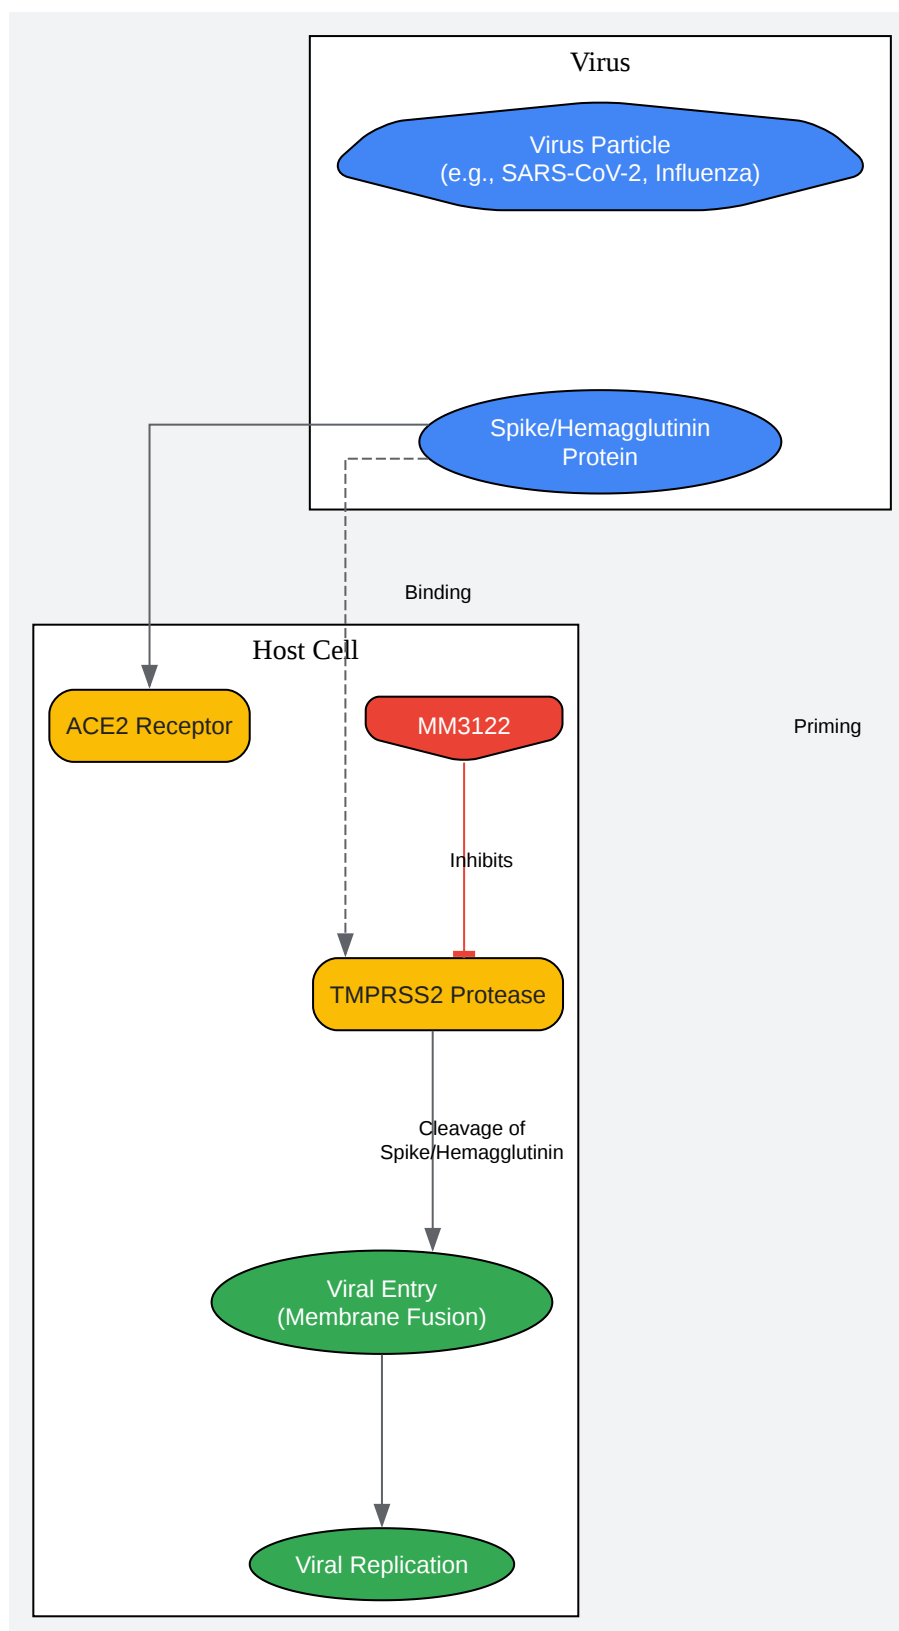 Virus
Virus Particle
(e.g., SARS-CoV-2, Influenza)
Spike/Hemagglutinin
Protein
Binding
Host Cell
ACE2 Receptor
MM3122
Priming
Inhibits
TMPRSS2 Protease
Cleavage of
Spike/Hemagglutinin
Viral Entry
(Membrane Fusion)
Viral Replication